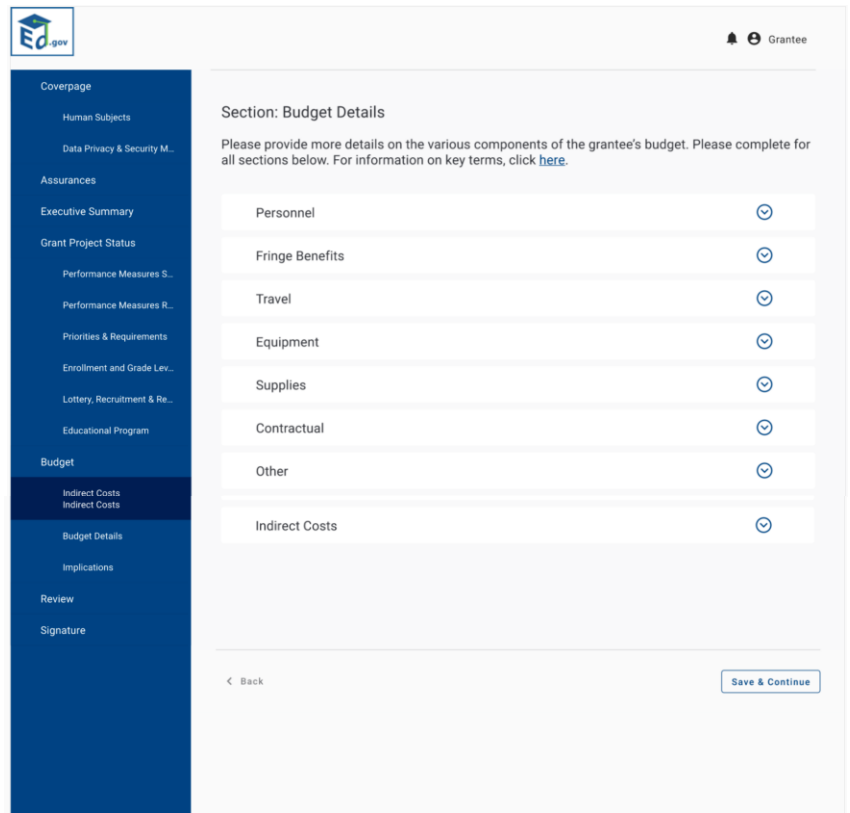 Ed.gov
Grantee
Coverpage
Human Subjects
Data Privacy & Security M...
Assurances
Executive Summary
Grant Project Status
Performance Measures S...
Performance Measures R...
Priorities & Requirements
Enrollment and Grade Lev...
Lottery, Recruitment & Re...
Educational Program
Budget
Indirect Costs
Indirect Costs
Budget Details
Implications
Review
Signature
Section: Budget Details
Please provide more details on the various components of the grantee's budget. Please complete for
all sections below. For information on key terms, click here.
Personnel
Fringe Benefits
Travel
Equipment
Supplies
Contractual
Other
Indirect Costs
Back
Save & Continue